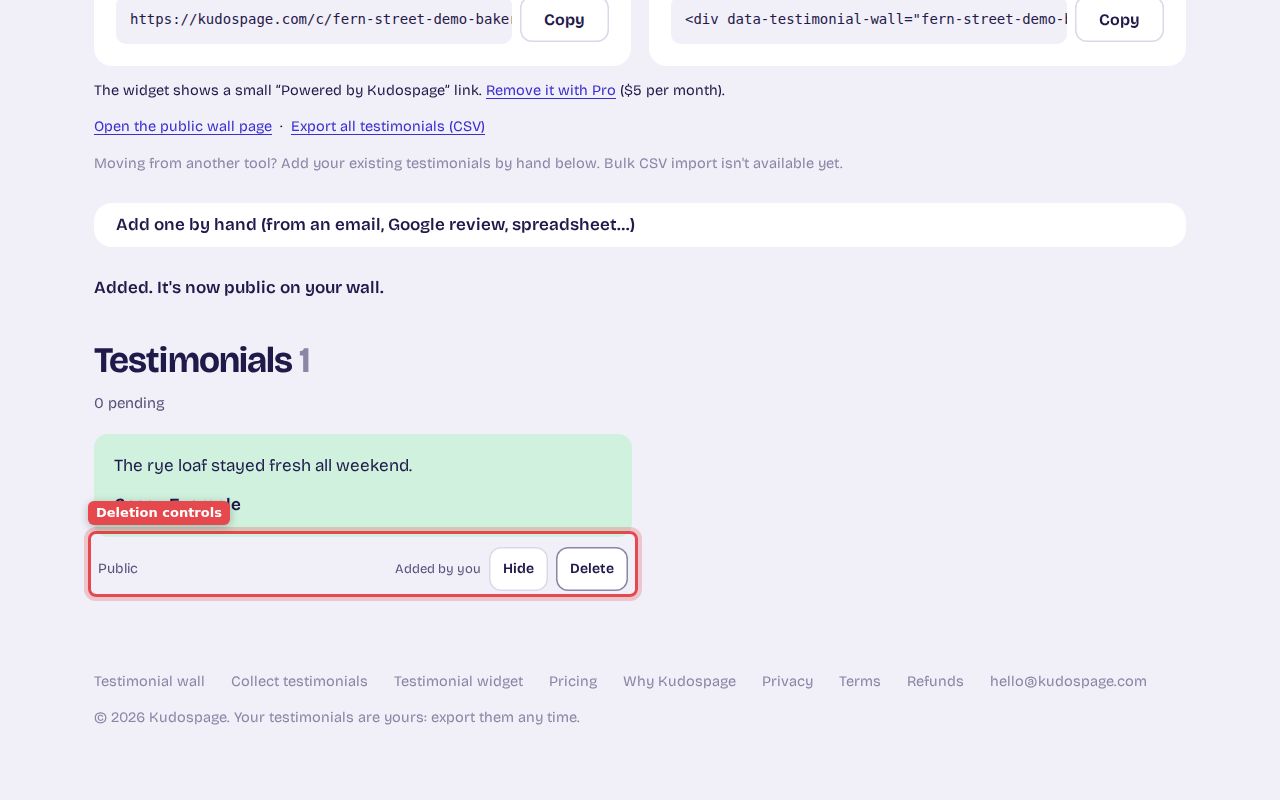 https://kudospage.com/c/fern-street-demo-baker
Copy
<div data-testimonial-wall="fern-street-demo-b
Copy
The widget shows a small “Powered by Kudospage” link. Remove it with Pro ($5 per month).
Open the public wall page · Export all testimonials (CSV)
Moving from another tool? Add your existing testimonials by hand below. Bulk CSV import isn't available yet.
Add one by hand (from an email, Google review, spreadsheet…)
Added. It's now public on your wall.
Testimonials 1
0 pending
The rye loaf stayed fresh all weekend.
Deletion controls
Public
Added by you
Hide
Delete
Testimonial wall
Collect testimonials
Testimonial widget
Pricing
Why Kudospage
Privacy
Terms
Refunds
hello@kudospage.com
© 2026 Kudospage. Your testimonials are yours: export them any time.